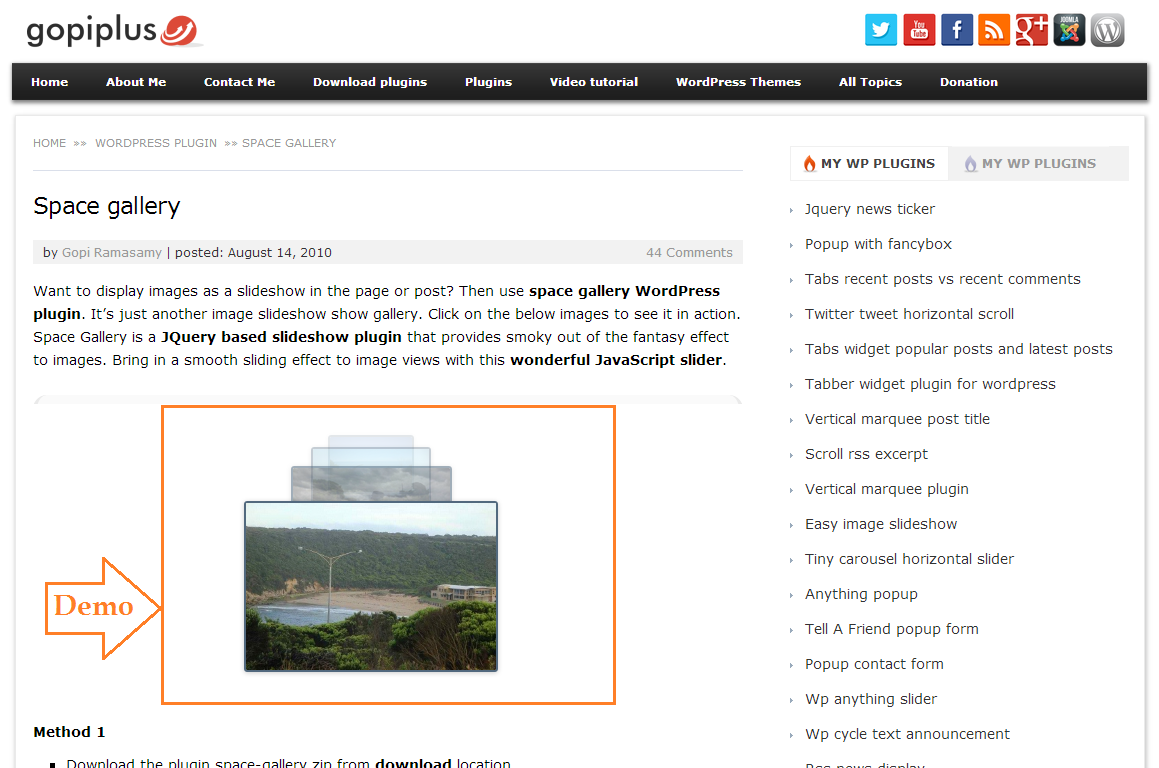 gopiplus
You
Tube
g+
JOOMLA
Home About Me Contact Me Download plugins Plugins Video tutorial WordPress Themes All Topics Donation
HOME »» WORDPRESS PLUGIN »» SPACE GALLERY
Space gallery
by Gopi Ramasamy | posted: August 14, 2010 44 Comments
Want to display images as a slideshow in the page or post? Then use space gallery WordPress
plugin. It’s just another image slideshow show gallery. Click on the below images to see it in action.
Space Gallery is a JQuery based slideshow plugin that provides smoky out of the fantasy effect
to images. Bring in a smooth sliding effect to image views with this wonderful JavaScript slider.
Demo
Method 1
Download the plugin space-gallery.zip from download location.
MY WP PLUGINS MY WP PLUGINS
Jquery news ticker
Popup with fancybox
Tabs recent posts vs recent comments
Twitter tweet horizontal scroll
Tabs widget popular posts and latest posts
Tabber widget plugin for wordpress
Vertical marquee post title
Scroll rss excerpt
Vertical marquee plugin
Easy image slideshow
Tiny carousel horizontal slider
Anything popup
Tell A Friend popup form
Popup contact form
Wp anything slider
Wp cycle text announcement
Rss news display